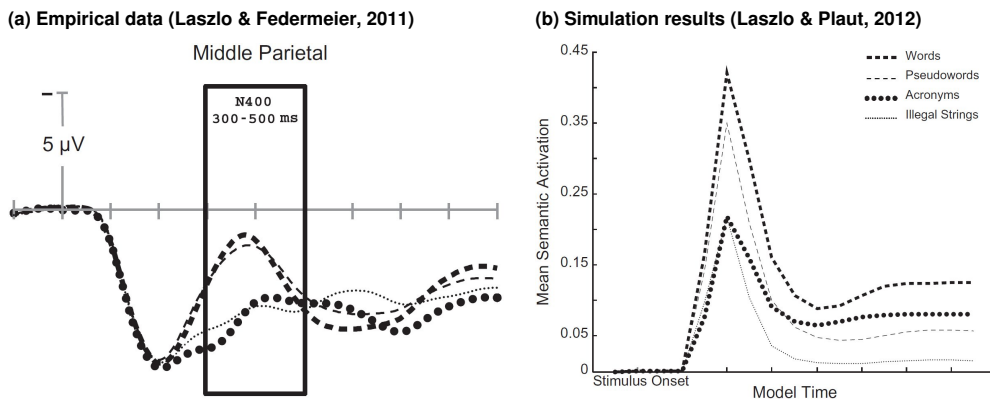 (a) Empirical data (Laszlo & Federmeier, 2011)
Middle Parietal
N400
300-500 ms
5 μV
(b) Simulation results (Laszlo & Plaut, 2012)
0.45
0.35
0.25
0.15
0.05
0
Mean Semantic Activation
Words
Pseudowords
Acronyms
Illegal Strings
Stimulus Onset
Model Time